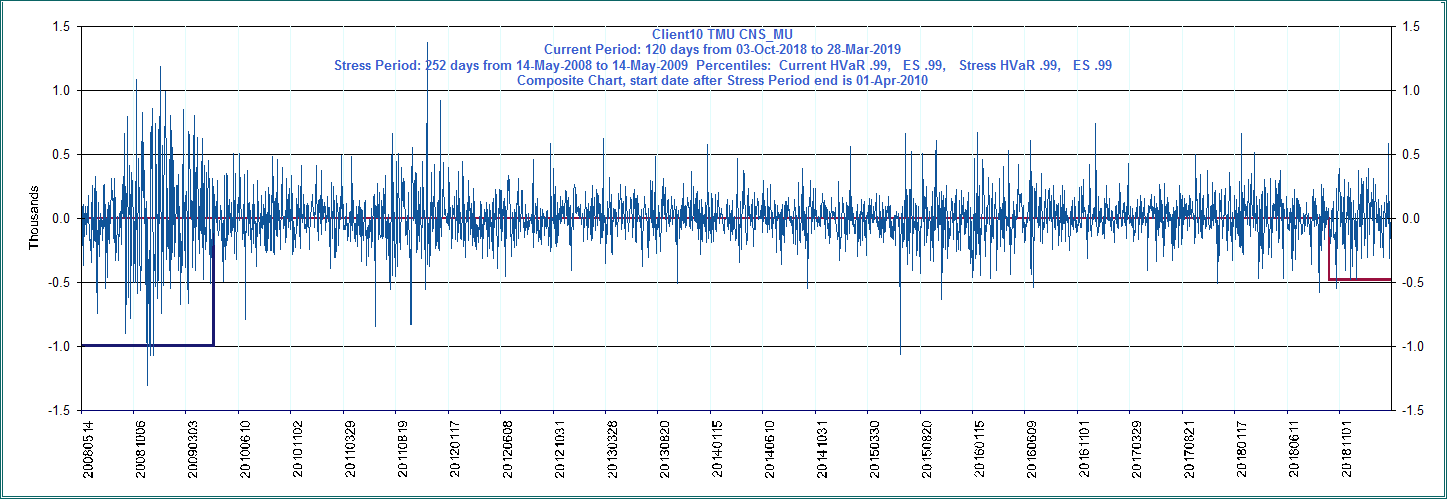 Client10 TMU CNS_MU
Current Period: 120 days from 03-Oct-2018 to 28-Mar-2019
Stress Period: 252 days from 14-May-2008 to 14-May-2009 Percentiles: Current HVaR .99, ES .99, Stress HVaR .99, ES .99
Composite Chart, start date after Stress Period end is 01-Apr-2010
1.5 1.5
1.0 1.0
0.5 0.5
0.0 0.0
-0.5 -0.5
-1.0 -1.0
-1.5 -1.5
Thousands
20080514 20081006 20090303 20100610 20101102 20110329 20110819 20120117 20120608 20121031 20130328 20130820 20140115 20140610 20141031 20150330 20150820 20160115 20160609 20161101 20170329 20170821 20180117 20180611 20181101